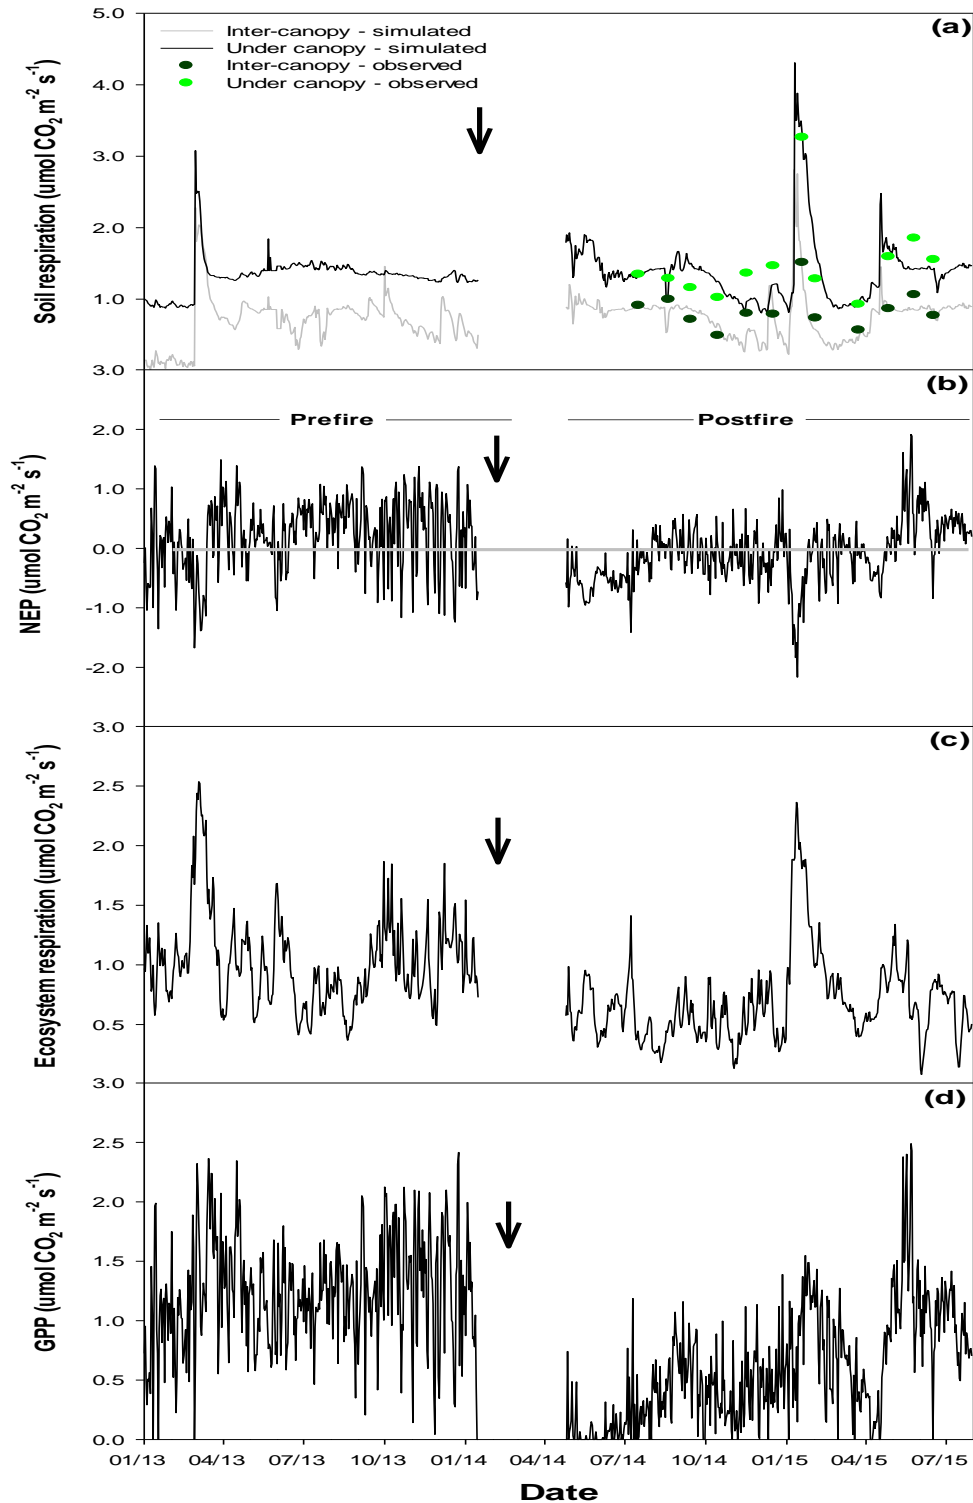 5.0
(a)
Inter-canopy - simulated
Under canopy - simulated
Inter-canopy - observed
Under canopy - observed
4.0
3.0
2.0
1.0
Soil respiration (umol CO2 m-2 s-1)
3.0
(b)
Prefire
Postfire
2.0
1.0
0.0
-1.0
-2.0
NEP (umol CO2 m-2 s-1)
3.0
(c)
2.5
2.0
1.5
1.0
0.5
Ecosystem respiration (umol CO2 m-2 s-1)
3.0
(d)
2.5
2.0
1.5
1.0
0.5
0.0
GPP (umol CO2 m-2 s-1)
01/13 04/13 07/13 10/13 01/14 04/14 07/14 10/14 01/15 04/15 07/15
Date